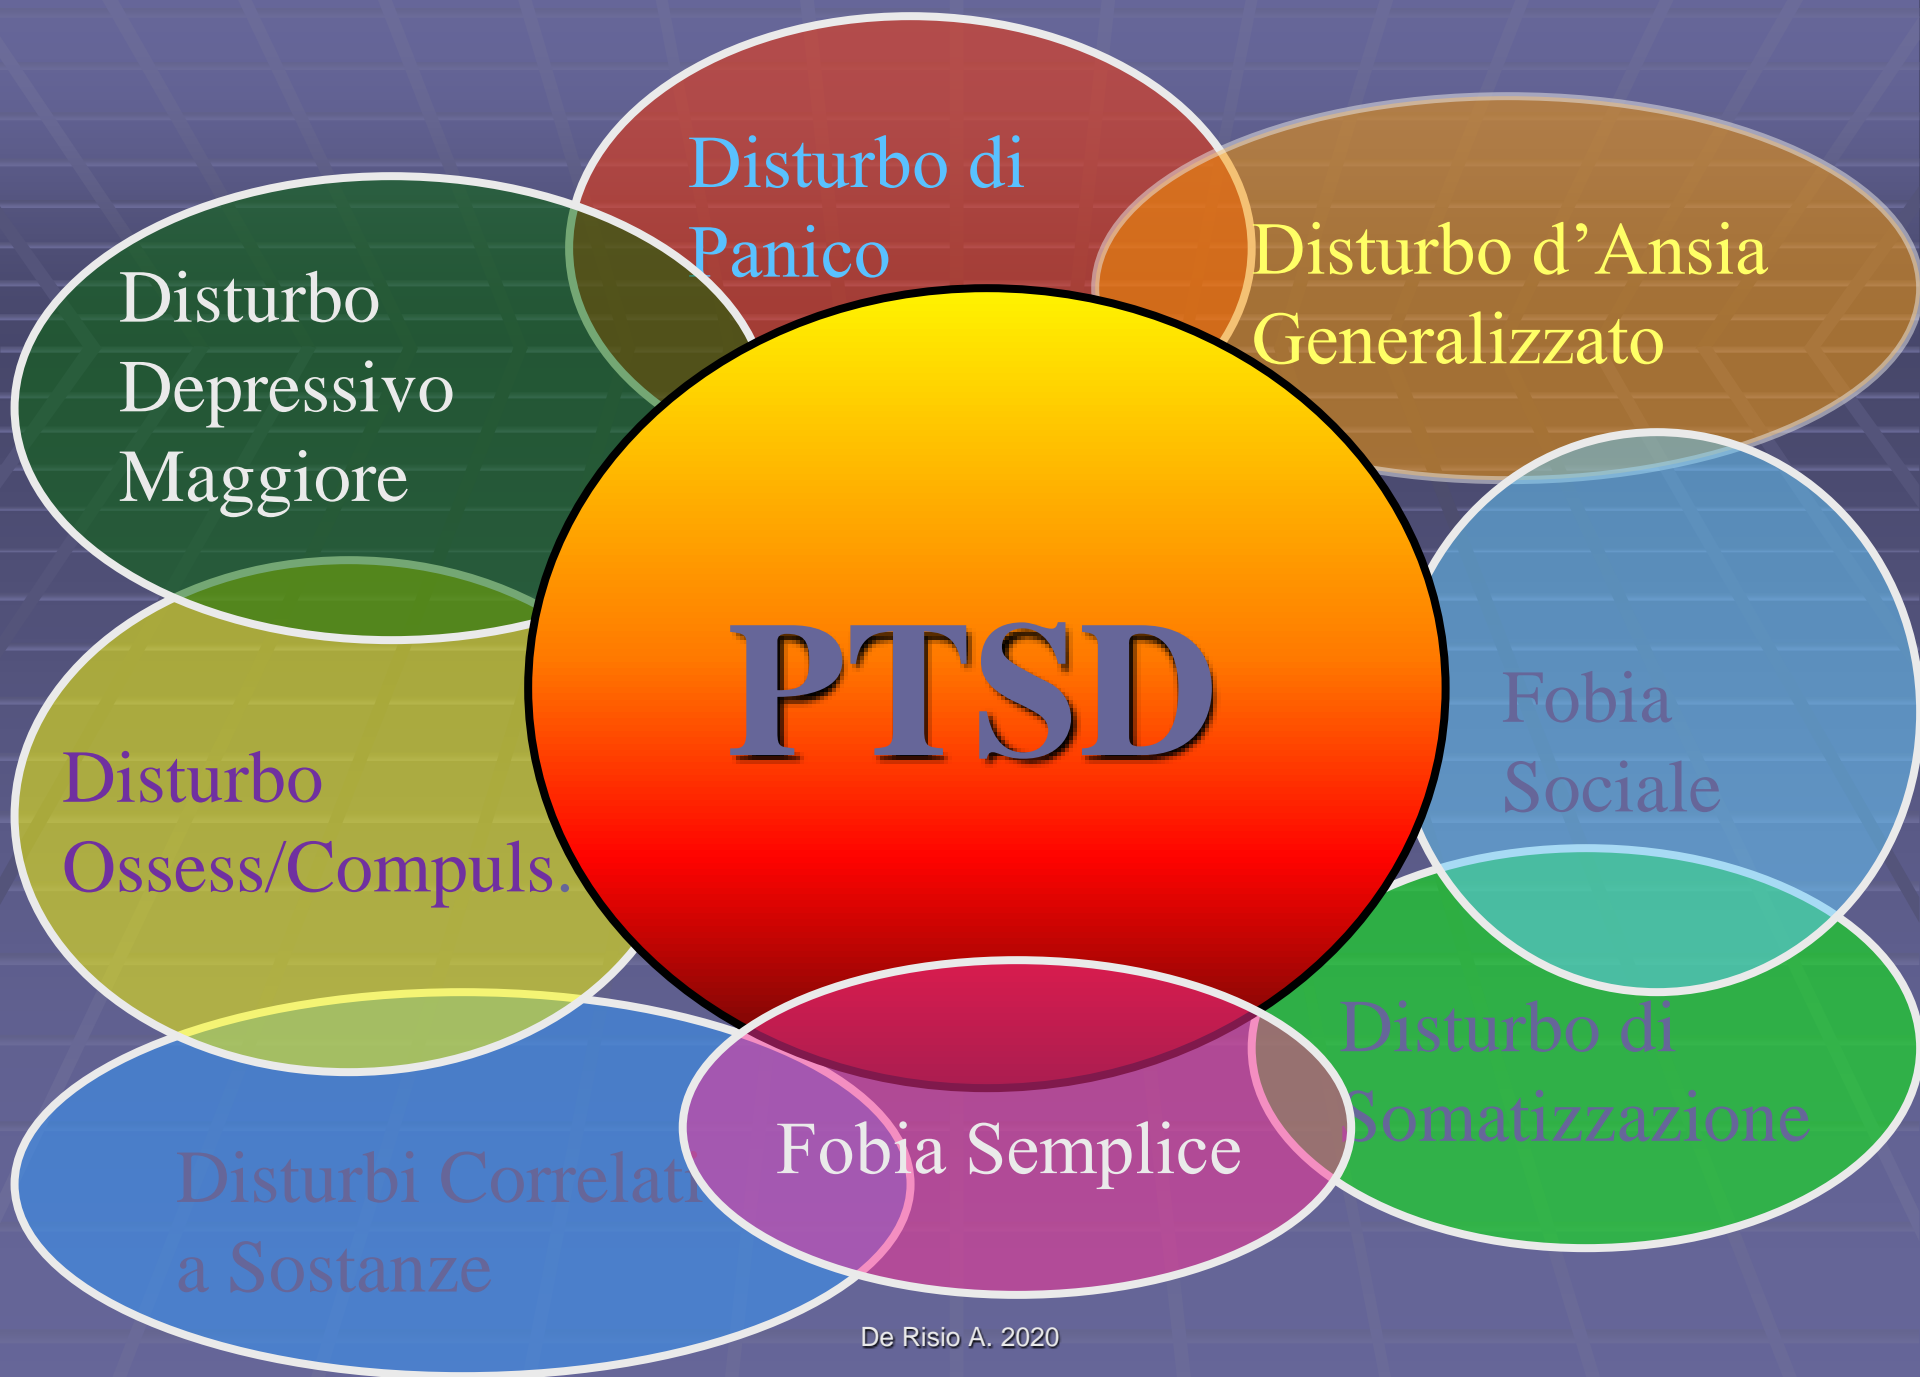 Disturbo di
Panico
Disturbo d’Ansia
Generalizzato
Disturbo
Depressivo
Maggiore
PTSD
Fobia
Sociale
Disturbo
Ossess/Compuls.
Disturbo di
Somatizzazione
Fobia Semplice
Disturbi Correlati
a Sostanze
De Risio A. 2020